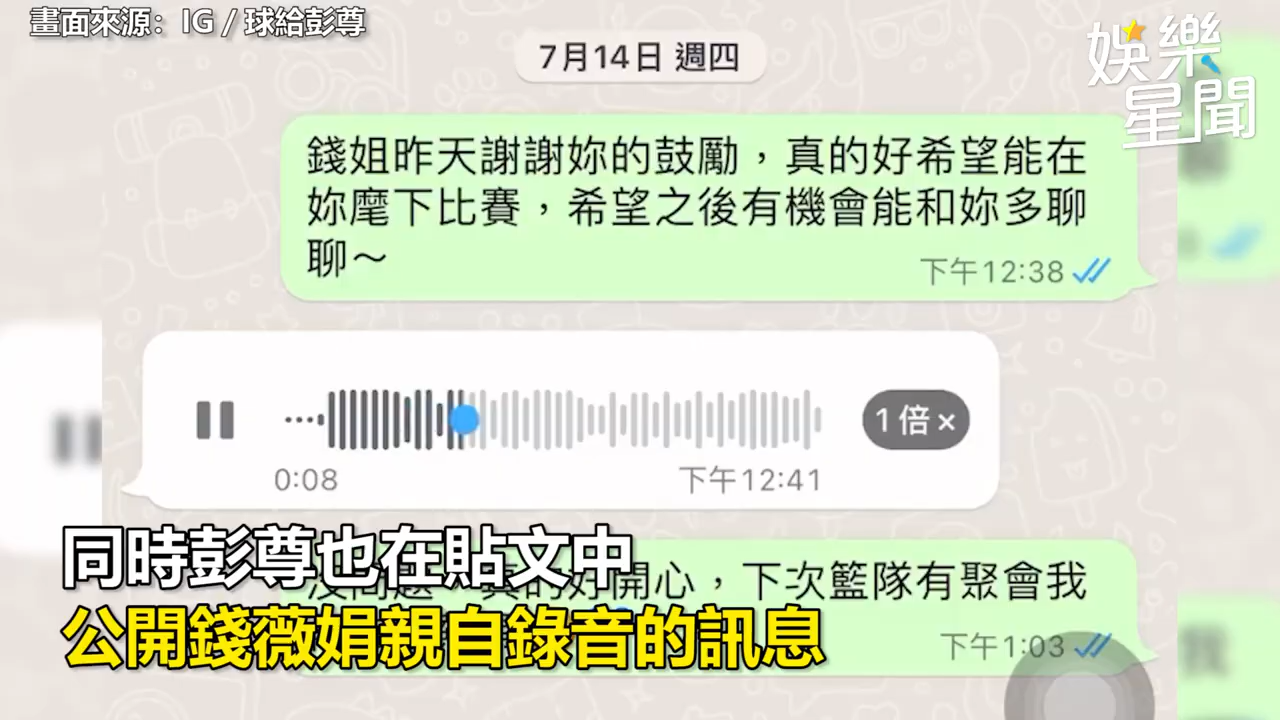 畫面來源：IG / 球給彭尊
娛樂
星聞
7月14日 週四
錢姐昨天謝謝妳的鼓勵，真的好希望能在
妳麾下比賽，希望之後有機會能和妳多聊
聊～
下午12:38
1 倍 ×
0:08
下午12:41
真的好開心，下次籃隊有聚會我
下午1:03
同時彭尊也在貼文中
公開錢薇娟親自錄音的訊息